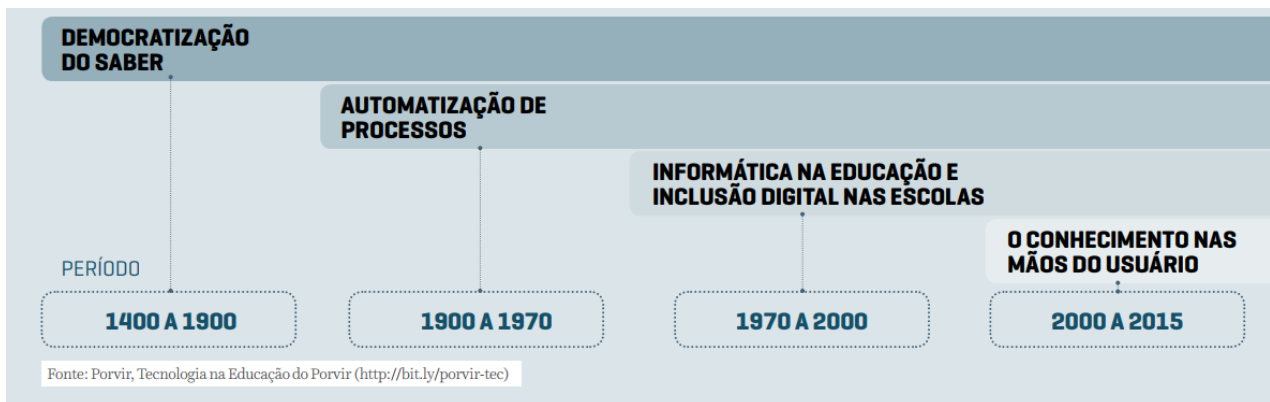 DEMOCRATIZAÇÃO
DO SABER
AUTOMATIZAÇÃO DE
PROCESSOS
INFORMÁTICA NA EDUCAÇÃO E
INCLUSÃO DIGITAL NAS ESCOLAS
O CONHECIMENTO NAS
MÃOS DO USUÁRIO
PERÍODO
1400 A 1900
1900 A 1970
1970 A 2000
2000 A 2015
Fonte: Porvir, Tecnologia na Educação do Porvir (http://bit.ly/porvir-tec)